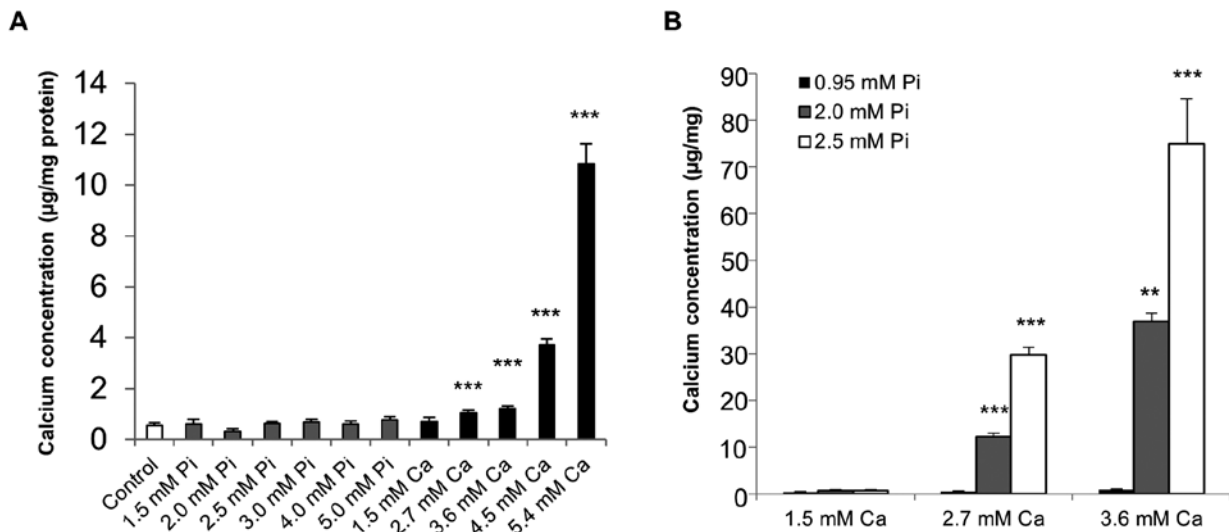 A
Calcium concentration (µg/mg protein)
14
12
10
8
6
4
2
0
***
***
***
***
Control
1.5 mM Pi
2.0 mM Pi
2.5 mM Pi
3.0 mM Pi
4.0 mM Pi
5.0 mM Pi
1.5 mM Ca
2.7 mM Ca
3.6 mM Ca
4.5 mM Ca
5.4 mM Ca
B
Calcium concentration (µg/mg)
90
80
70
60
50
40
30
20
10
0
0.95 mM Pi
2.0 mM Pi
2.5 mM Pi
***
***
**
***
1.5 mM Ca
2.7 mM Ca
3.6 mM Ca